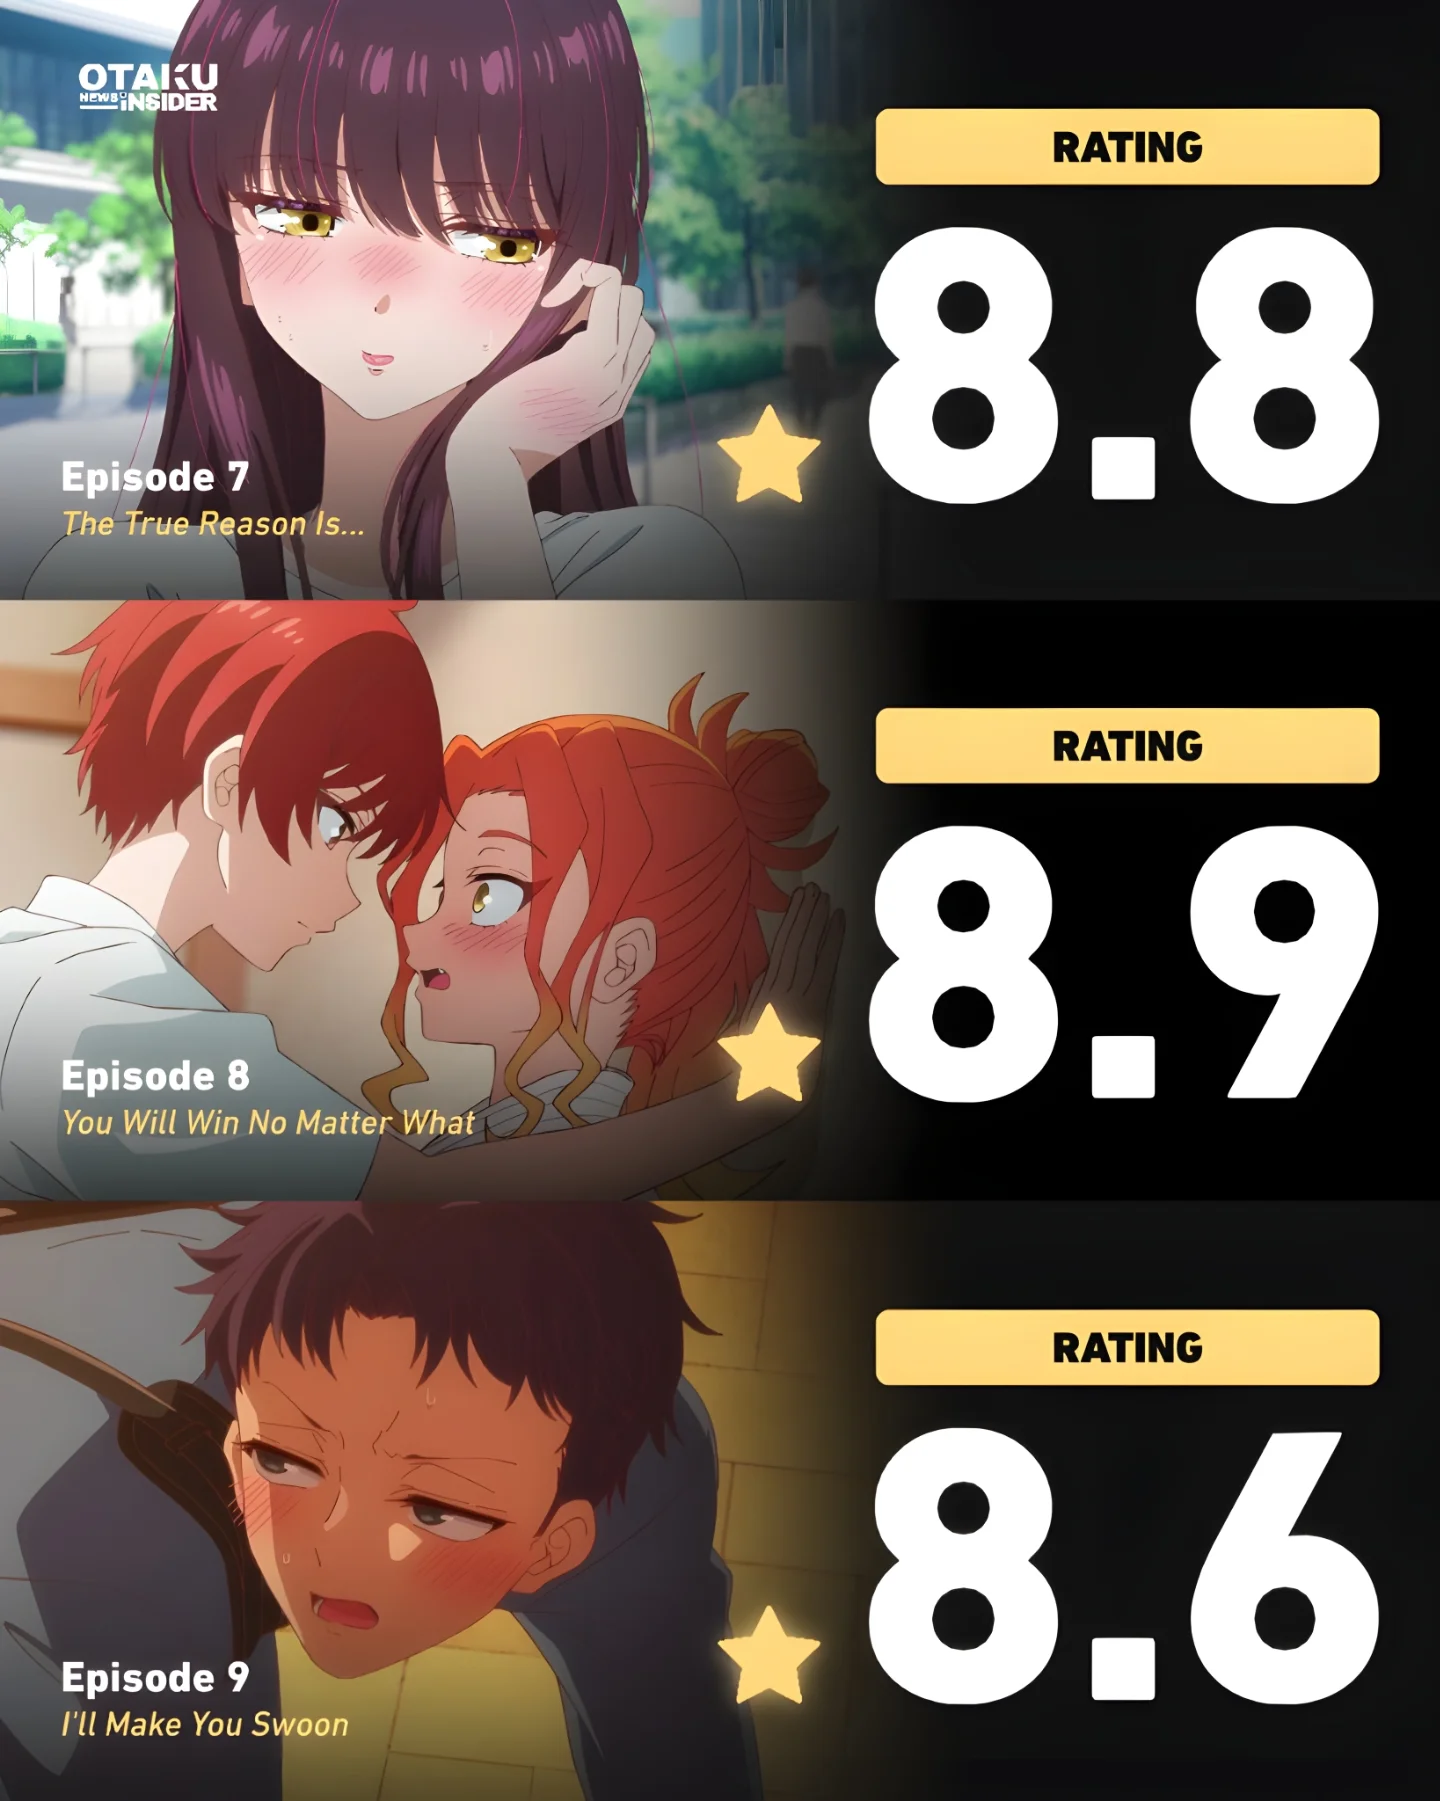 OTAKU
NEWS INSIDER
RATING
8.8
Episode 7
The True Reason Is...
RATING
8.9
Episode 8
You Will Win No Matter What
RATING
8.6
Episode 9
I'll Make You Swoon